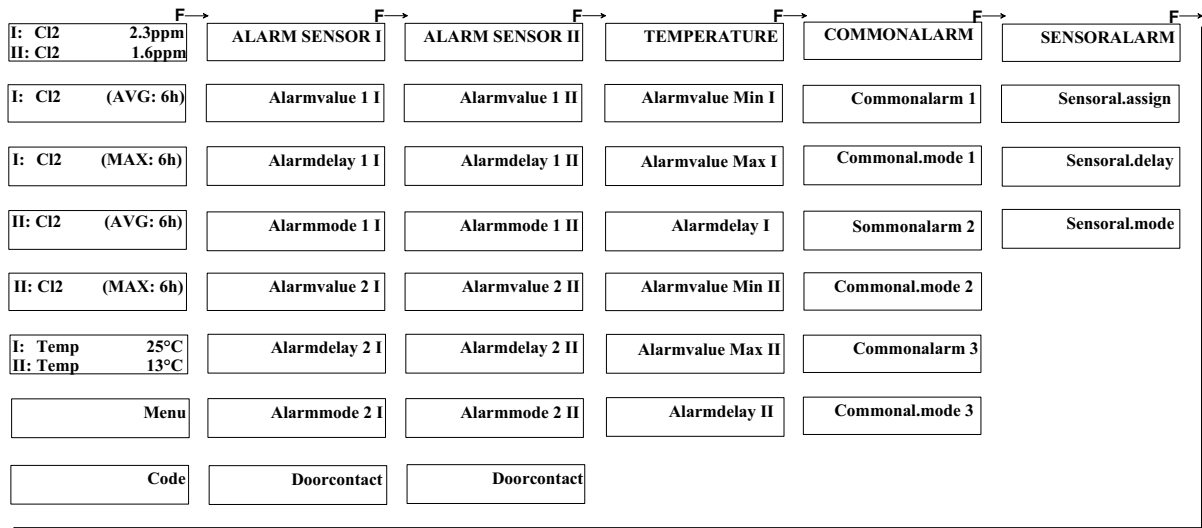 F F F F F F
I: Cl2 2.3ppm
II: Cl2 1.6ppm
ALARM SENSOR I
ALARM SENSOR II
TEMPERATURE
COMMONALARM
SENSORALARM
I: Cl2 (AVG: 6h)
Alarmvalue 1 I
Alarmvalue 1 II
Alarmvalue Min I
Commonalarm 1
Sensoral.assign
I: Cl2 (MAX: 6h)
Alarmdelay 1 I
Alarmdelay 1 II
Alarmvalue Max I
Commonal.mode 1
Sensoral.delay
II: Cl2 (AVG: 6h)
Alarmmode 1 I
Alarmmode 1 II
Alarmdelay I
Sommonalarm 2
Sensoral.mode
II: Cl2 (MAX: 6h)
Alarmvalue 2 I
Alarmvalue 2 II
Alarmvalue Min II
Commonal.mode 2
I: Temp 25°C
II: Temp 13°C
Alarmdelay 2 I
Alarmdelay 2 II
Alarmvalue Max II
Commonalarm 3
Menu
Alarmmode 2 I
Alarmmode 2 II
Alarmdelay II
Commonal.mode 3
Code
Doorcontact
Doorcontact